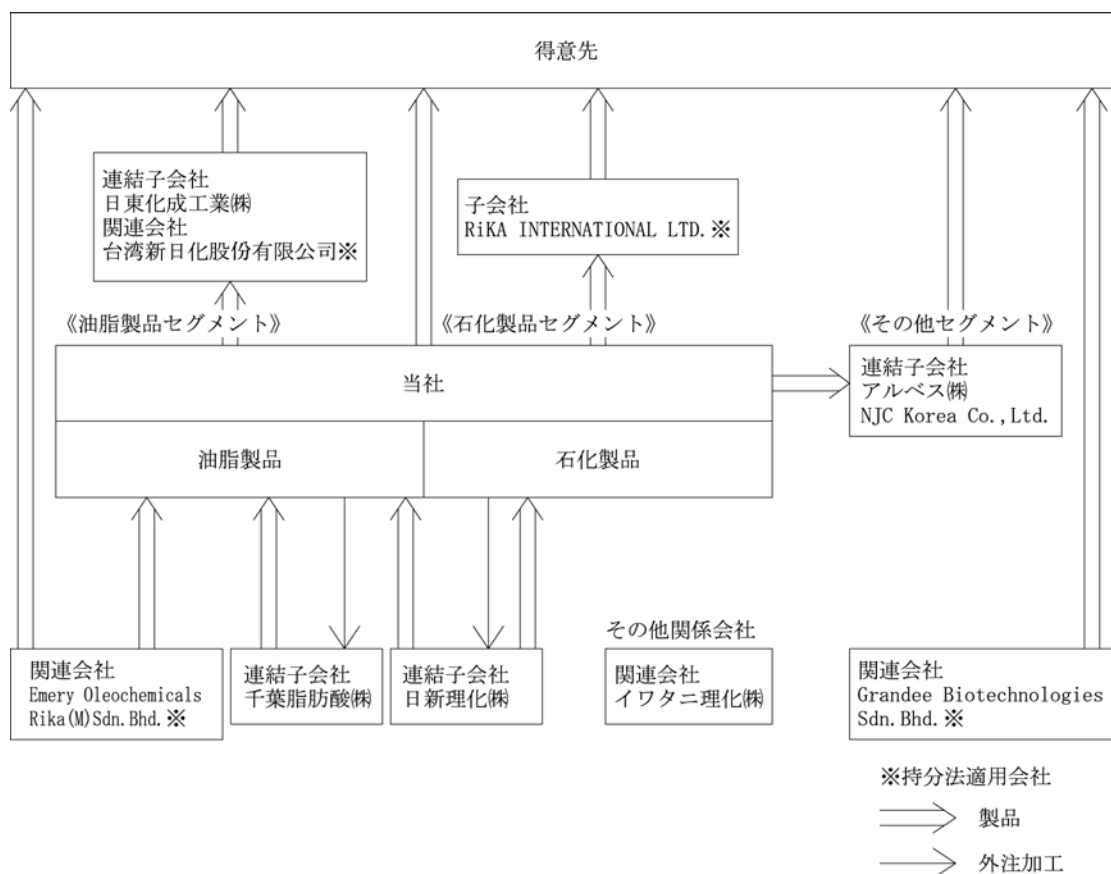 得意先
連結子会社
日東化成工業㈱
関連会社
台湾新日化股份有限公司※
子会社
RiKA INTERNATIONAL LTD.※
《油脂製品セグメント》
《石化製品セグメント》
《その他セグメント》
当社
連結子会社
アルベス㈱
NJC Korea Co.,Ltd.
油脂製品
石化製品
関連会社
Emery Oleochemicals
Rika(M)Sdn.Bhd.※
連結子会社
千葉脂肪酸㈱
連結子会社
日新理化㈱
その他関係会社
関連会社
イワタニ理化㈱
関連会社
Grandee Biotechnologies
Sdn.Bhd.※
※持分法適用会社
製品
外注加工